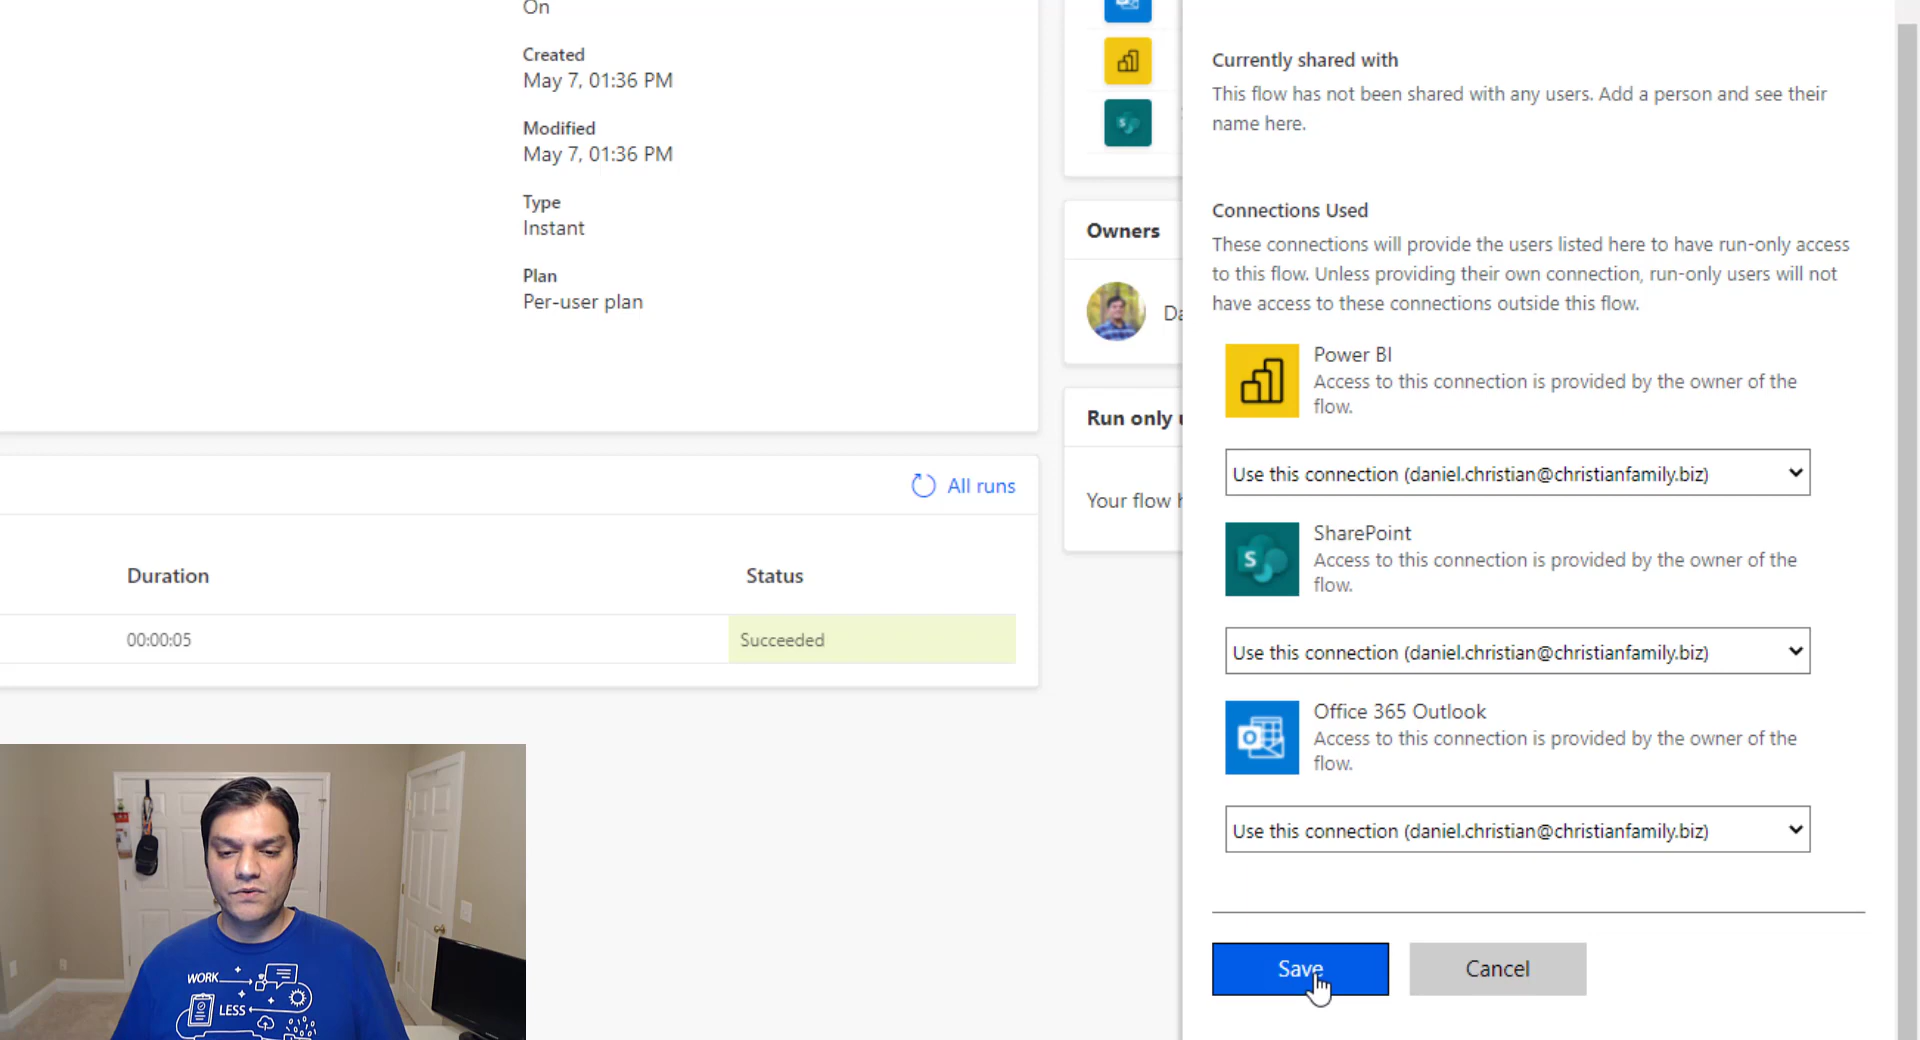 On
Created
May 7, 01:36 PM
Modified
May 7, 01:36 PM
Type
Instant
Plan
Per-user plan
All runs
Duration
Status
00:00:05
Succeeded
Owners
Run only
Your flow
Currently shared with
This flow has not been shared with any users. Add a person and see their
name here.
Connections Used
These connections will provide the users listed here to have run-only access
to this flow. Unless providing their own connection, run-only users will not
have access to these connections outside this flow.
Power BI
Access to this connection is provided by the owner of the
flow.
Use this connection (daniel.christian@christianfamily.biz)
S
SharePoint
Access to this connection is provided by the owner of the
flow.
Use this connection (daniel.christian@christianfamily.biz)
Office 365 Outlook
Access to this connection is provided by the owner of the
flow.
Use this connection (daniel.christian@christianfamily.biz)
Save
Cancel
WORK
LESS